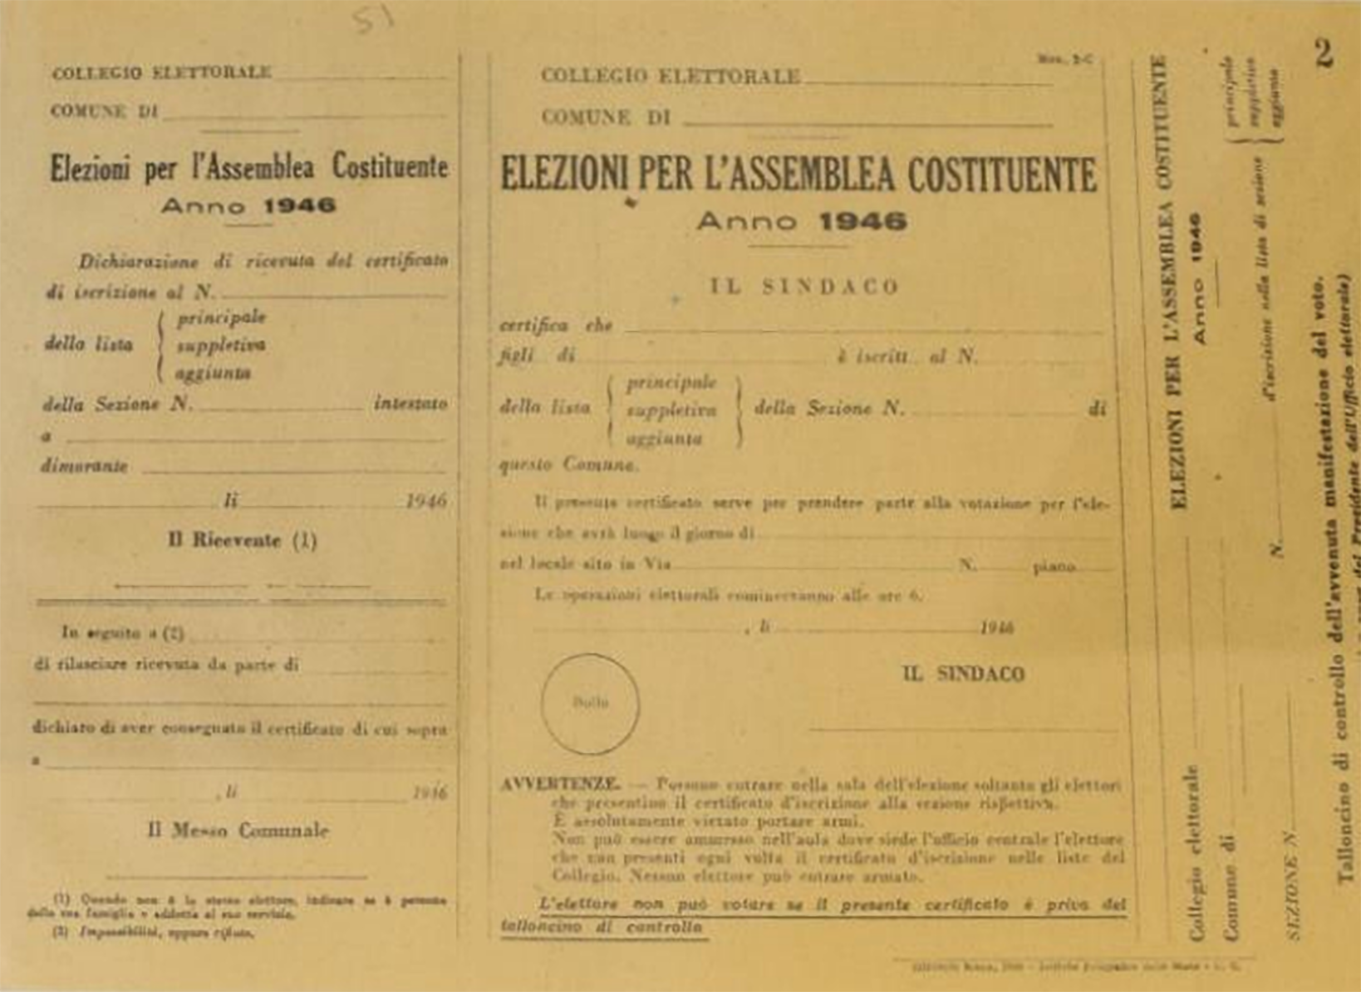 51
COLLEGIO ELETTORALE
COMUNE DI
Elezioni per l'Assemblea Costituente
Anno 1946
Dichiarazione di ricevuta del certificato
di iscrizione al N.
della lista { principale
suppletiva
aggiunta
della Sezione N. intestato
a
dimorante
, li 1946
Il Ricevente (1)
In seguito a (2)
di rilasciare ricevuta da parte di
dichiaro di aver consegnato il certificato di cui sopra
a
, li 1946
Il Messo Comunale
(1) Quando non è lo stesso elettore, indicare se è persona
della sua famiglia o addetta al suo servizio.
(2) Impossibilità, oppure rifiuto.
Mod. 2-C
COLLEGIO ELETTORALE
COMUNE DI
ELEZIONI PER L'ASSEMBLEA COSTITUENTE
Anno 1946
IL SINDACO
certifica che
figli di è iscritt al N.
della lista { principale
suppletiva
aggiunta } della Sezione N. di
questo Comune.
Il presente certificato serve per prendere parte alla votazione per l'ele-
zione che avrà luogo il giorno di
nel locale sito in Via N. piano
Le operazioni elettorali cominceranno alle ore 6.
, li 1946
Bollo
IL SINDACO
AVVERTENZE. — Possono entrare nella sala dell'elezione soltanto gli elettori
che presentino il certificato d'iscrizione alla sezione rispettiva.
È assolutamente vietato portare armi.
Non può essere ammesso nell'aula dove siede l'ufficio centrale l'elettore
che non presenti ogni volta il certificato d'iscrizione nelle liste del
Collegio. Nessun elettore può entrare armato.
L'elettore non può votare se il presente certificato è privo del
talloncino di controllo
ELEZIONI PER L'ASSEMBLEA COSTITUENTE
Anno 1946
Collegio elettorale
Comune di
N. d'iscrizione nella lista di sezione { principale
suppletiva
aggiunta
SEZIONE N.
2
Talloncino di controllo dell'avvenuta manifestazione del voto.
del Presidente dell'Ufficio elettorale)